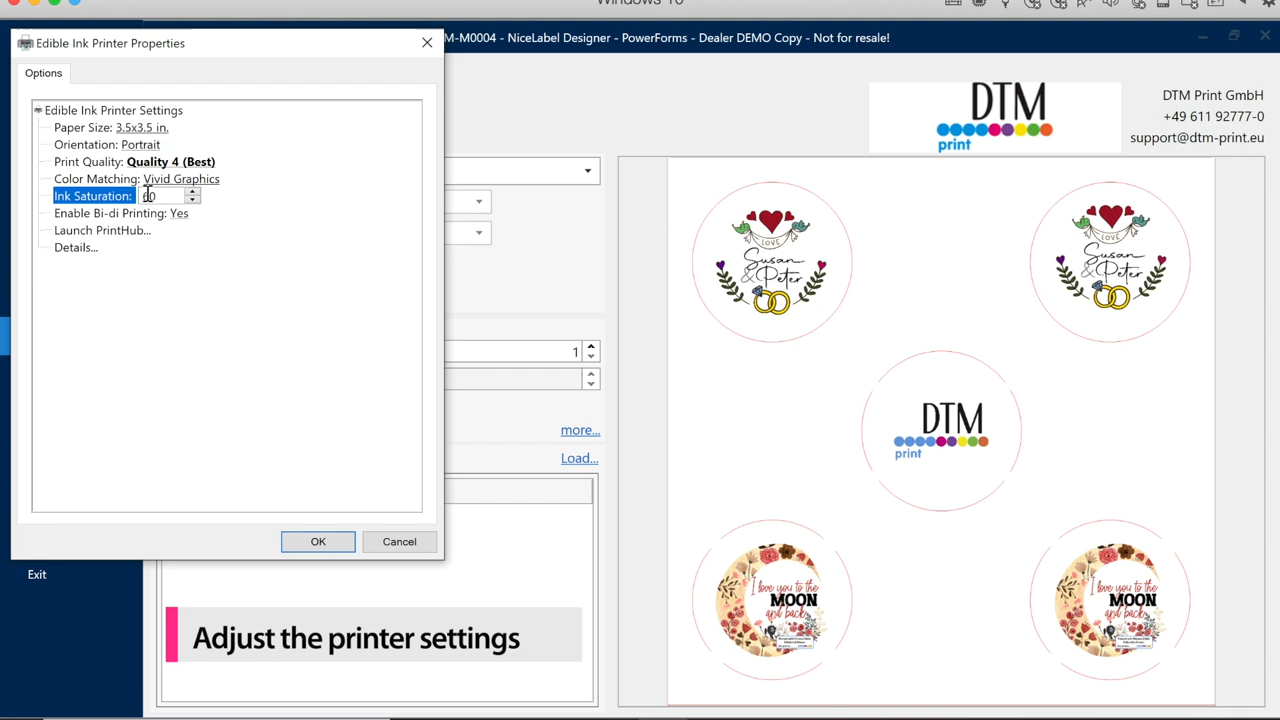 Windows 10
Edible Ink Printer Properties
M-M0004 - NiceLabel Designer - PowerForms - Dealer DEMO Copy - Not for resale!
Options
Edible Ink Printer Settings
Paper Size: 3.5x3.5 in.
Orientation: Portrait
Print Quality: Quality 4 (Best)
Color Matching: Vivid Graphics
Ink Saturation:
Enable Bi-di Printing: Yes
Launch PrintHub...
Details...
OK
Cancel
Exit
1
more...
Load...
Adjust the printer settings
DTM
print
DTM Print GmbH
+49 611 92777-0
support@dtm-print.eu
LOVE
Susan
& Peter
LOVE
Susan
& Peter
DTM
print
I love you to the
MOON
and back
I love you to the
MOON
and back